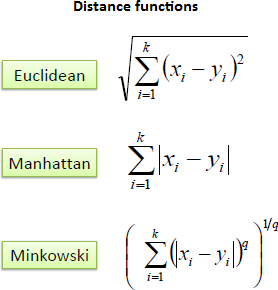 Distance functions
Euclidean √(∑_{i=1}^{k} (x_i − y_i)^2)
Manhattan ∑_{i=1}^{k} |x_i − y_i|
Minkowski (∑_{i=1}^{k} (|x_i − y_i|)^q)^{1/q}